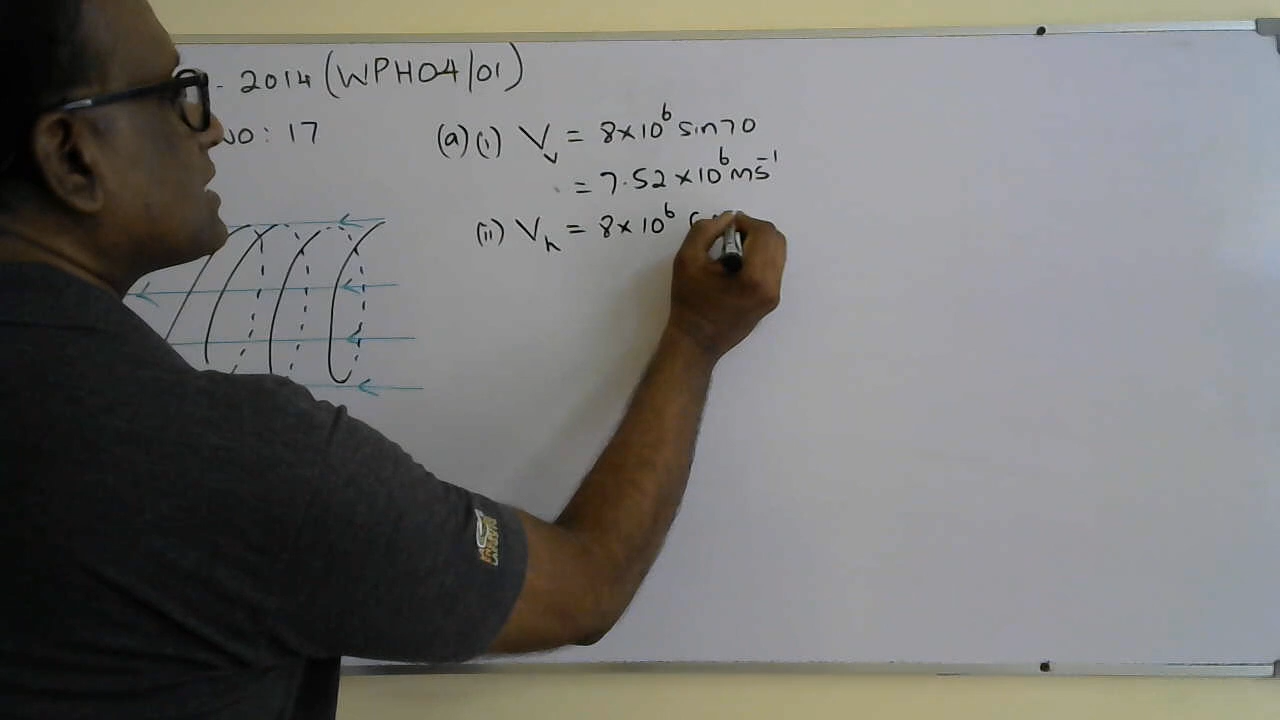 - 2014 (WPH04/01)
NO: 17
(a) (i) Vv = 8×10⁶ sin70
= 7.52 ×10⁶ ms⁻¹
(ii) Vh = 8×10⁶